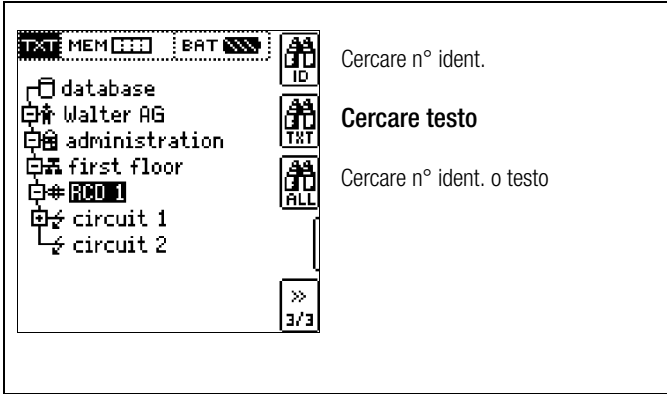 TXT MEM BAT
ID
Cercare n° ident.
database
Walter AG
TXT
Cercare testo
administration
first floor
ALL
Cercare n° ident. o testo
RCD 1
circuit 1
circuit 2
»
3/3